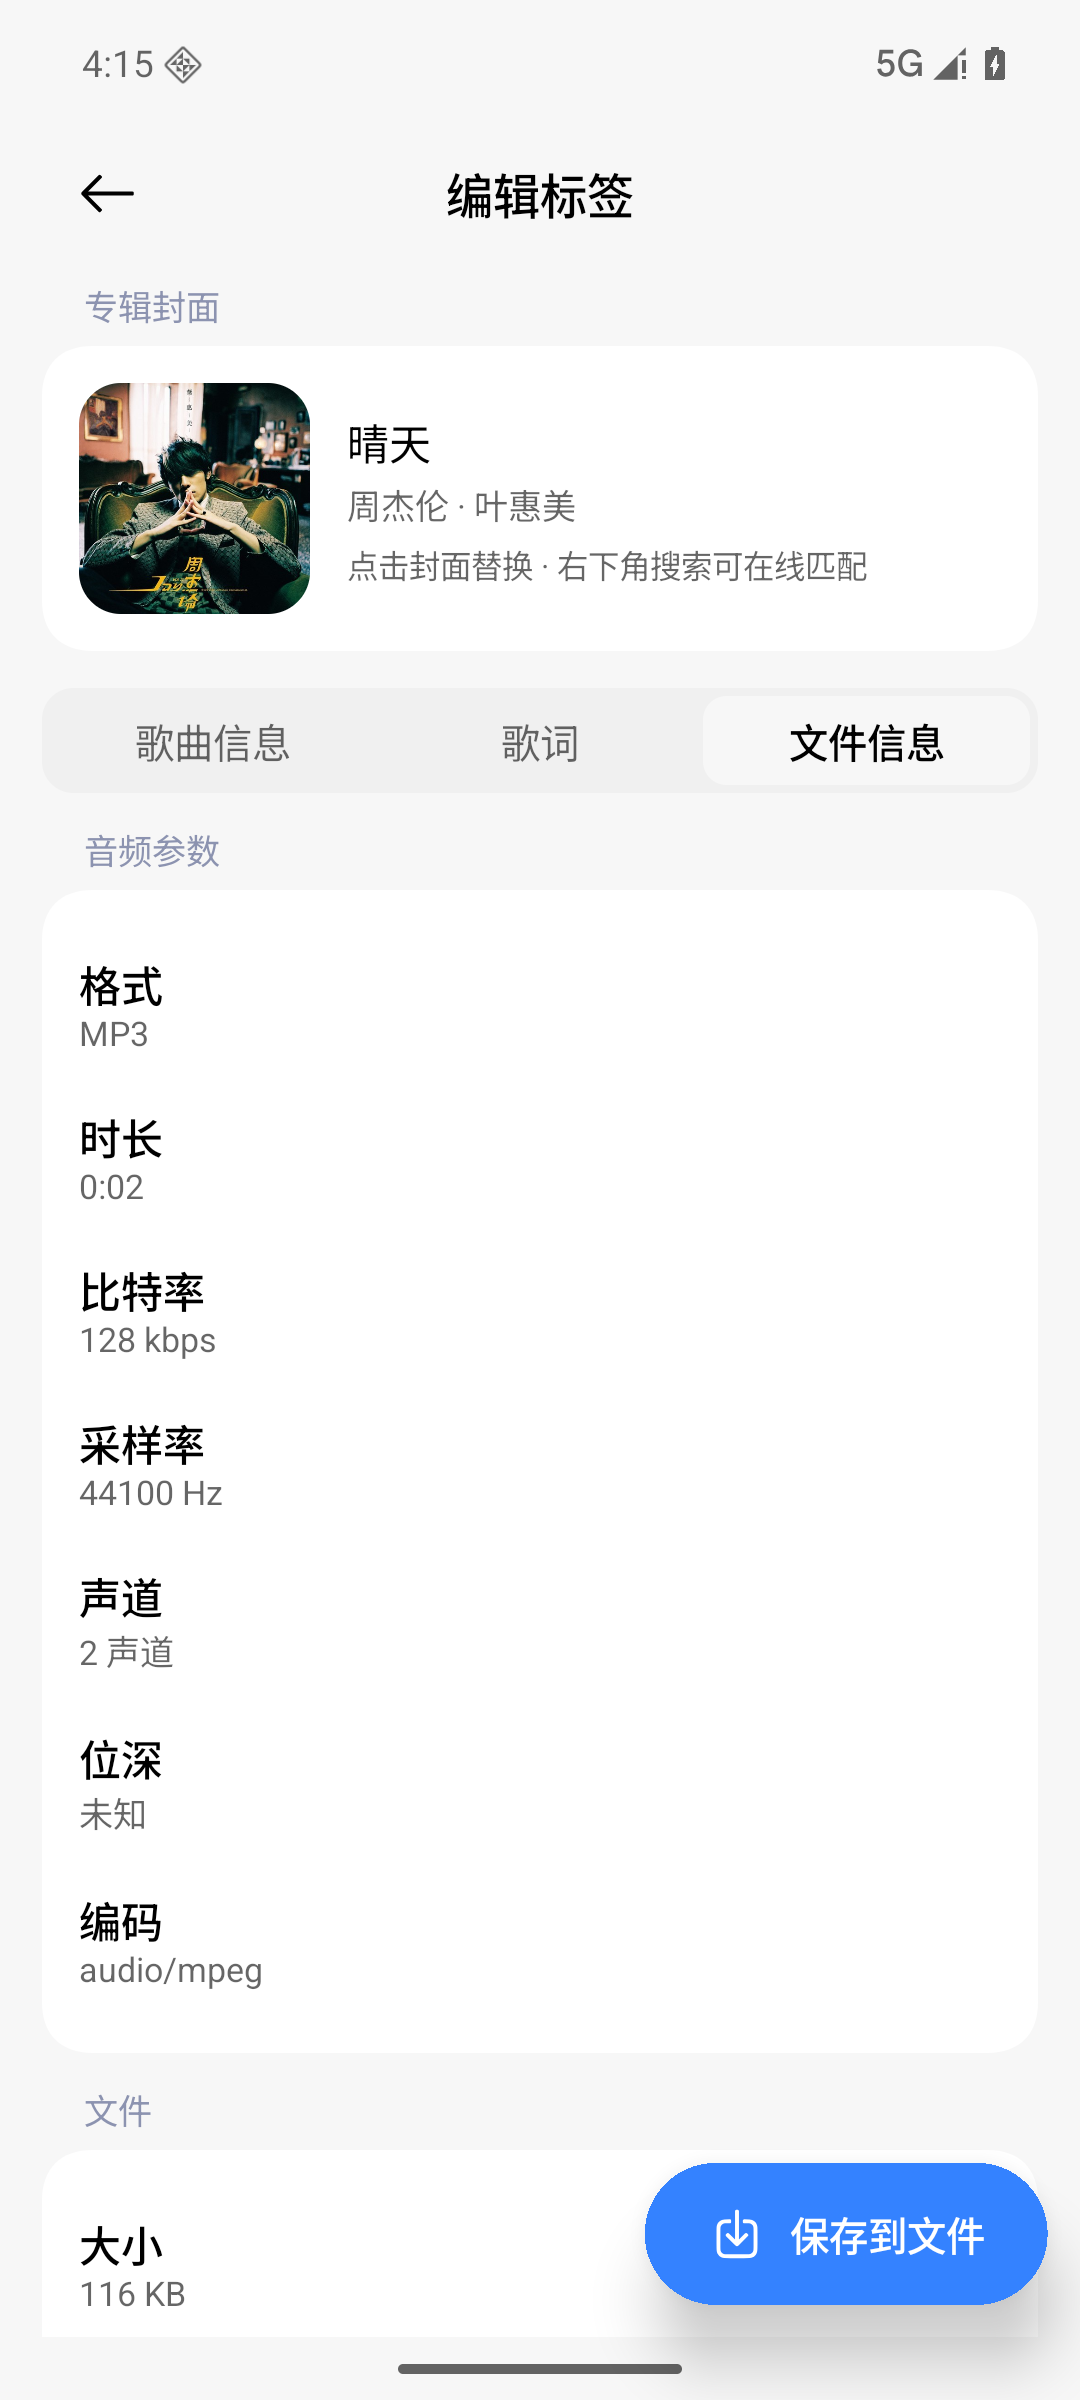 4:15
5G
编辑标签
专辑封面
晴天
周杰伦 · 叶惠美
点击封面替换 · 右下角搜索可在线匹配
歌曲信息
歌词
文件信息
音频参数
格式
MP3
时长
0:02
比特率
128 kbps
采样率
44100 Hz
声道
2 声道
位深
未知
编码
audio/mpeg
文件
大小
116 KB
保存到文件